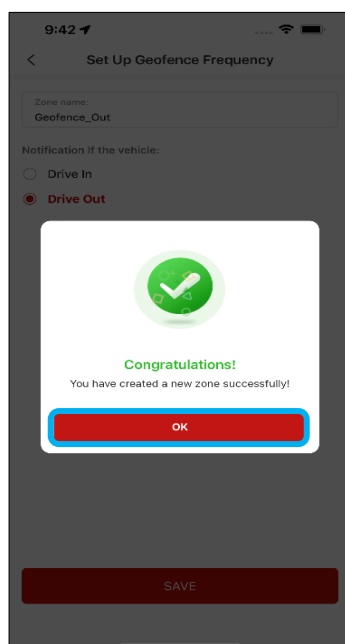 9:42
Set Up Geofence Frequency
Zone name:
Geofence_Out
Notification If the vehicle:
Drive In
Drive Out
Congratulations!
You have created a new zone successfully!
OK
SAVE